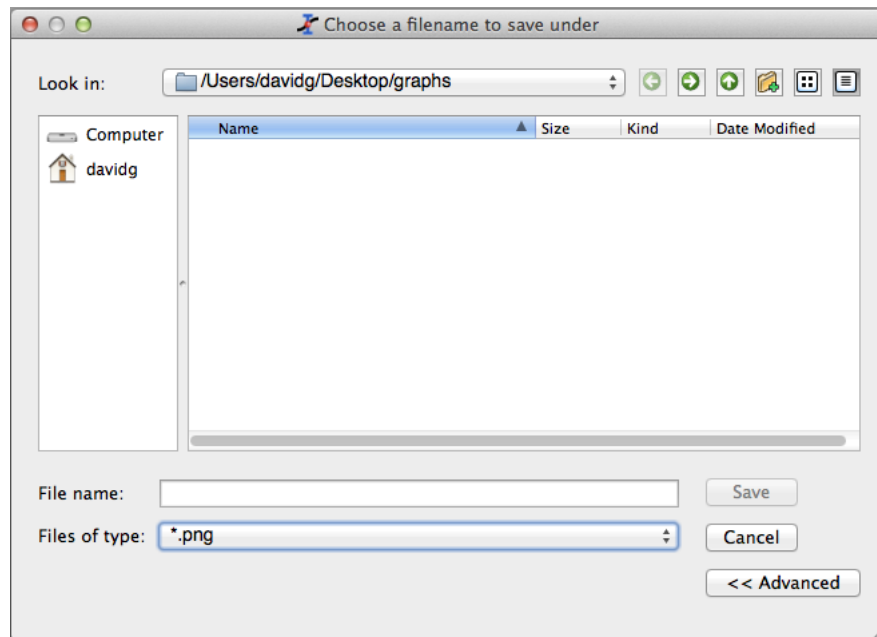 Choose a filename to save under
Look in: /Users/davidg/Desktop/graphs
Computer
davidg
Name Size Kind Date Modified
File name: Save
Files of type: *.png Cancel
<< Advanced